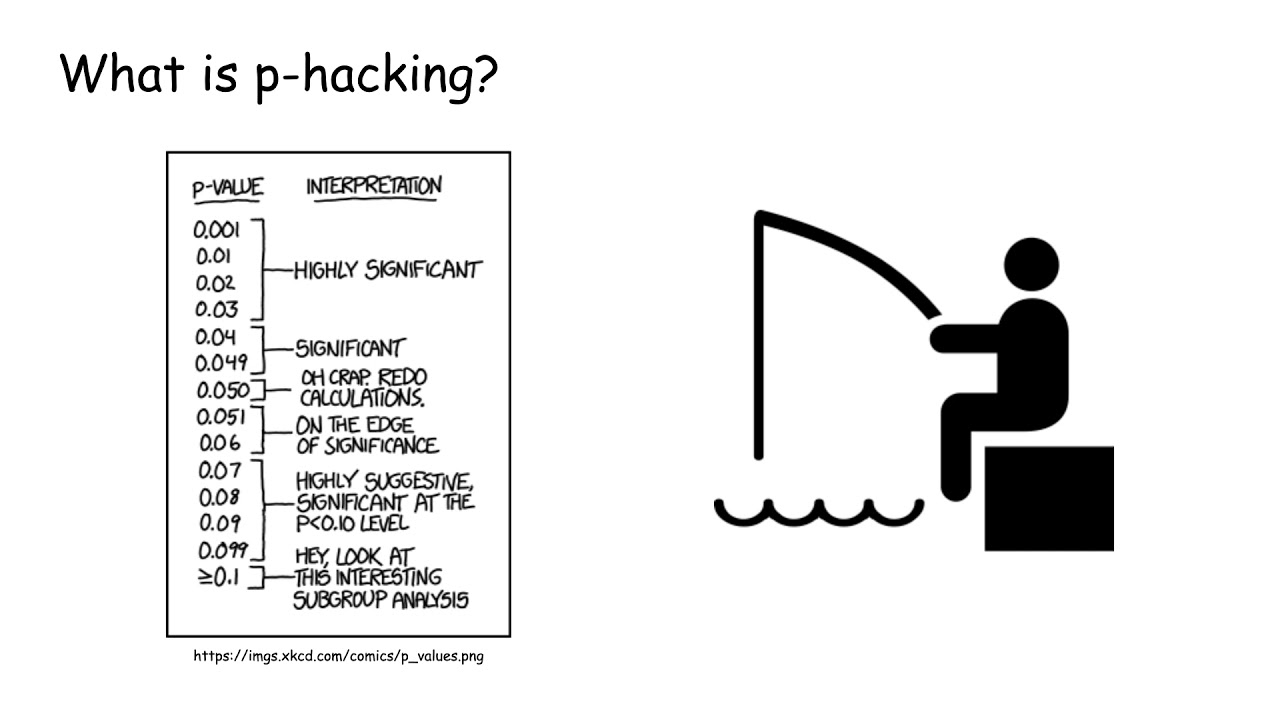 What is p-hacking?
P-VALUE INTERPRETATION
0.001
0.01
HIGHLY SIGNIFICANT
0.02
0.03
0.04
SIGNIFICANT
0.049
OH CRAP. REDO
0.050
CALCULATIONS.
0.051
ON THE EDGE
0.06
OF SIGNIFICANCE
0.07
HIGHLY SUGGESTIVE,
0.08
SIGNIFICANT AT THE
0.09
P<0.10 LEVEL
0.099
HEY, LOOK AT
≥0.1
THIS INTERESTING
SUBGROUP ANALYSIS
https://imgs.xkcd.com/comics/p_values.png